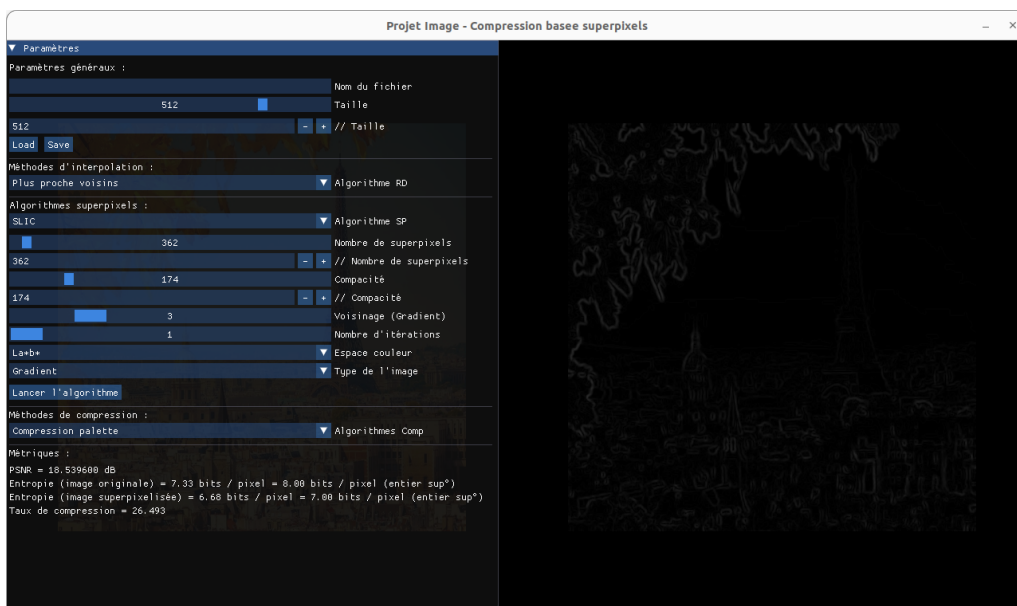 Projet Image - Compression basee superpixels
Paramètres
Paramètres généraux :
Nom du fichier
512 Taille
512 - + // Taille
Load Save
Méthodes d'interpolation :
Plus proche voisins Algorithme RD
Algorithmes superpixels :
SLIC Algorithme SP
362 Nombre de superpixels
362 - + // Nombre de superpixels
174 Compacité
174 - + // Compacité
3 Voisinage (Gradient)
1 Nombre d'itérations
La*b* Espace couleur
Gradient Type de l'image
Lancer l'algorithme
Méthodes de compression :
Compression palette Algorithmes Comp
Métriques :
PSNR = 18.539600 dB
Entropie (image originale) = 7.33 bits / pixel = 8.00 bits / pixel (entier sup°)
Entropie (image superpixelisée) = 6.68 bits / pixel = 7.00 bits / pixel (entier sup°)
Taux de compression = 26.493